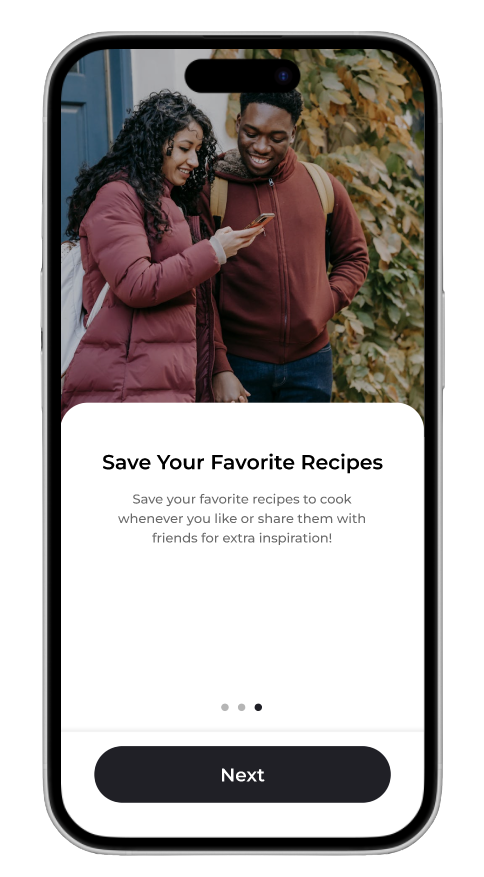 Save Your Favorite Recipes
Save your favorite recipes to cook
whenever you like or share them with
friends for extra inspiration!
Next